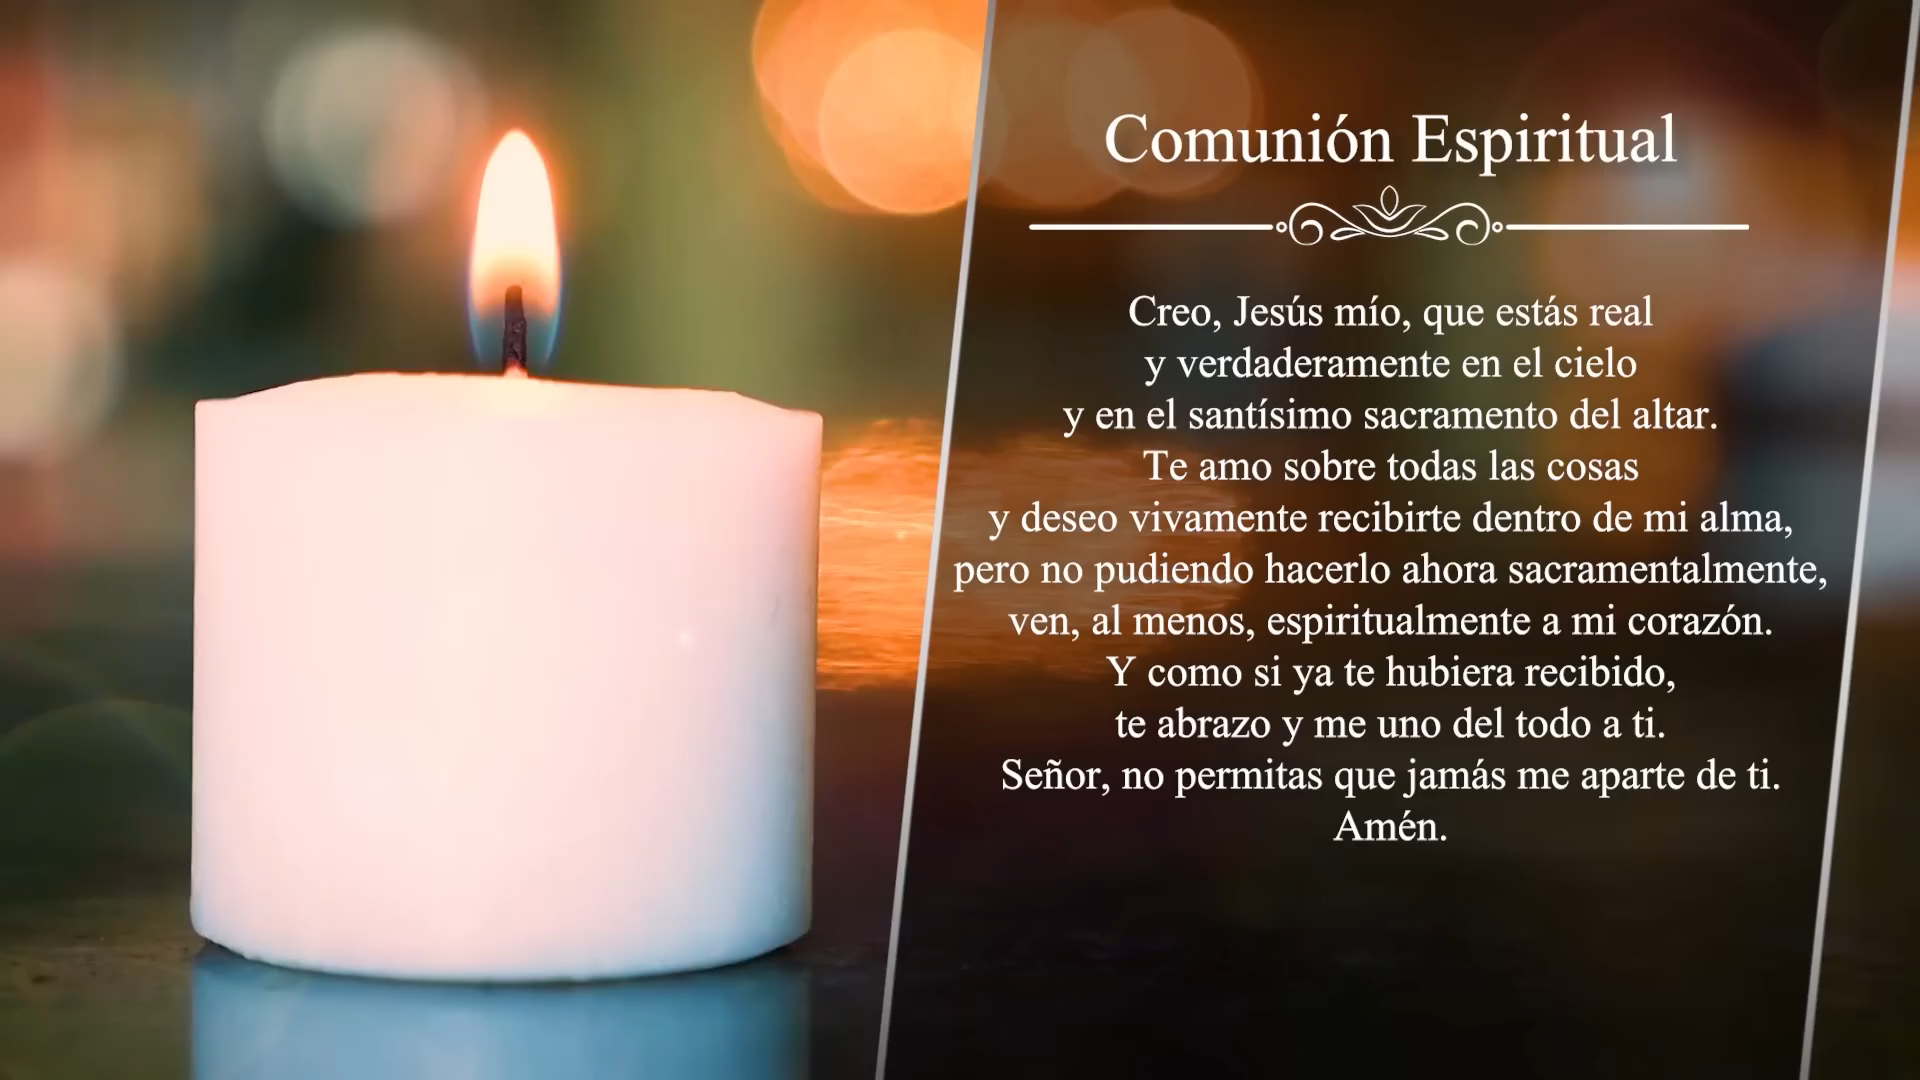 Comunión Espiritual
Creo, Jesús mío, que estás real
y verdaderamente en el cielo
y en el santísimo sacramento del altar.
Te amo sobre todas las cosas
y deseo vivamente recibirte dentro de mi alma,
pero no pudiendo hacerlo ahora sacramentalmente,
ven, al menos, espiritualmente a mi corazón.
Y como si ya te hubiera recibido,
te abrazo y me uno del todo a ti.
Señor, no permitas que jamás me aparte de ti.
Amén.